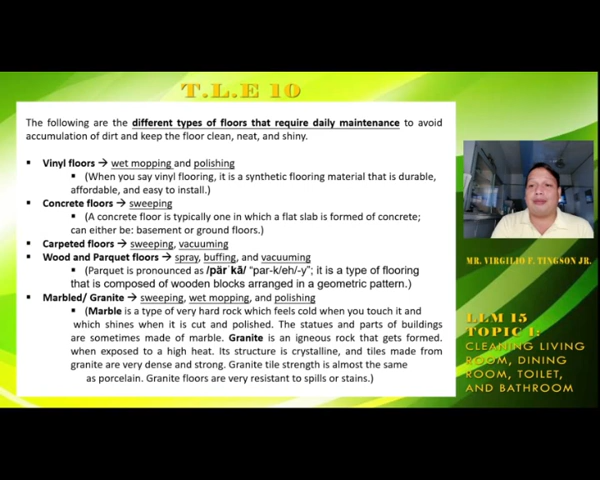 T.L.E 10
The following are the different types of floors that require daily maintenance to avoid
accumulation of dirt and keep the floor clean, neat, and shiny.
▪ Vinyl floors → wet mopping and polishing
▪ (When you say vinyl flooring, it is a synthetic flooring material that is durable,
affordable, and easy to install.)
▪ Concrete floors → sweeping
▪ (A concrete floor is typically one in which a flat slab is formed of concrete;
can either be: basement or ground floors.)
▪ Carpeted floors → sweeping, vacuuming
▪ Wood and Parquet floors → spray, buffing, and vacuuming
▪ (Parquet is pronounced as /pärˈkā/ "par-k/eh/-y"; it is a type of flooring
that is composed of wooden blocks arranged in a geometric pattern.)
▪ Marbled/ Granite → sweeping, wet mopping, and polishing
▪ (Marble is a type of very hard rock which feels cold when you touch it and
which shines when it is cut and polished. The statues and parts of buildings
are sometimes made of marble. Granite is an igneous rock that gets formed.
when exposed to a high heat. Its structure is crystalline, and tiles made from
granite are very dense and strong. Granite tile strength is almost the same
as porcelain. Granite floors are very resistant to spills or stains.)
MR. VIRGILIO F. TINGSON JR.
LLM 15
TOPIC 1:
CLEANING LIVING
ROOM, DINING
ROOM, TOILET,
AND BATHROOM